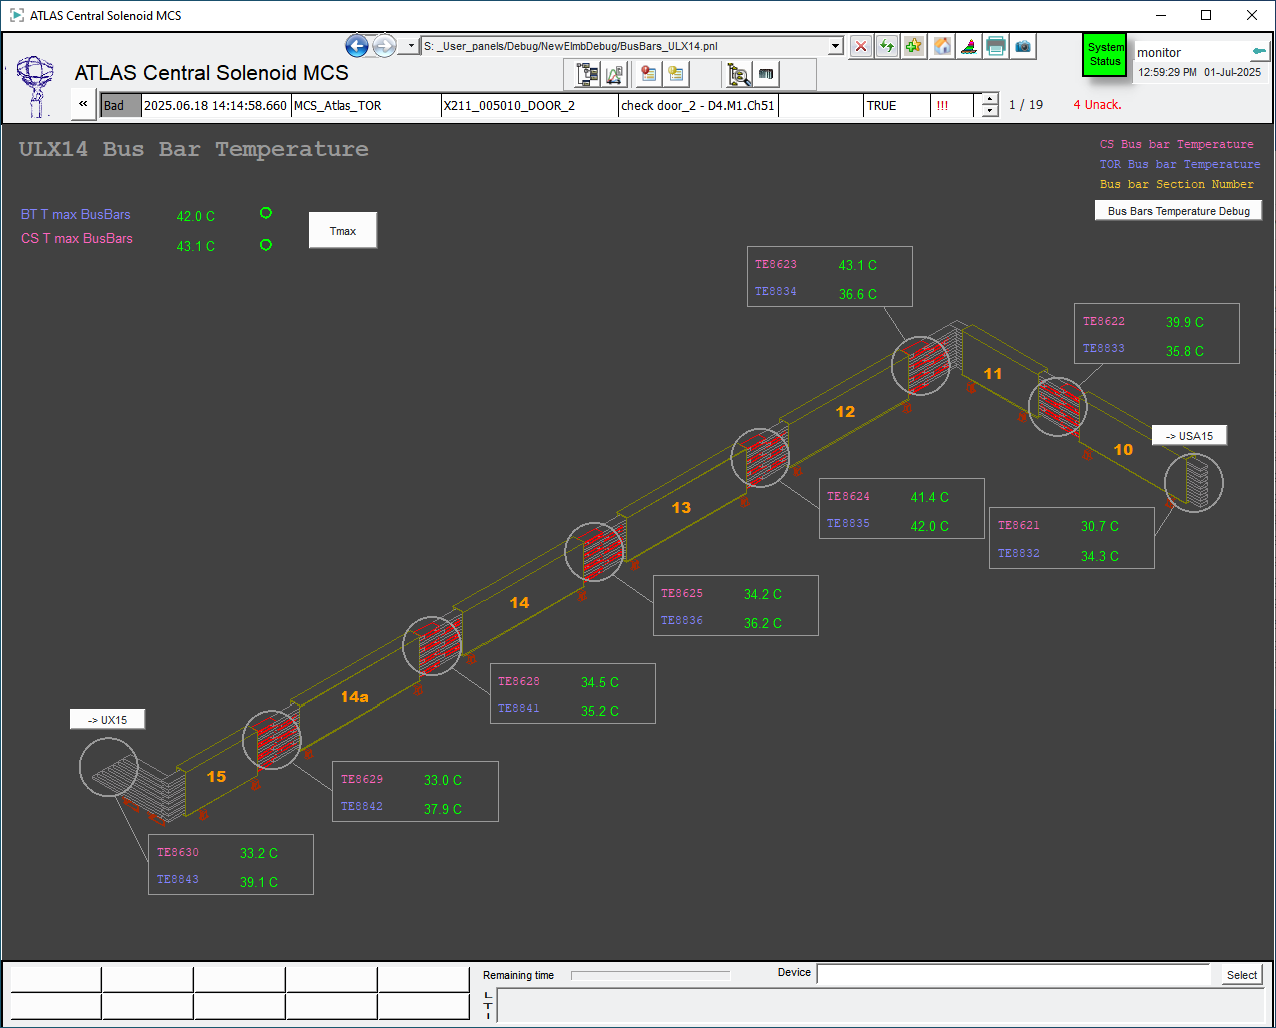 ATLAS Central Solenoid MCS
S: _User_panels/Debug/NewElmbDebug/BusBars_ULX14.pnl
System
Status
monitor
12:59:29 PM 01-Jul-2025
ATLAS Central Solenoid MCS
«
Bad 2025.06.18 14:14:58.660 MCS_Atlas_TOR X211_005010_DOOR_2 check door_2 - D4.M1.Ch51 TRUE !!! 1 / 19 4 Unack.
ULX14 Bus Bar Temperature
CS Bus bar Temperature
TOR Bus bar Temperature
Bus bar Section Number
Bus Bars Temperature Debug
BT T max BusBars 42.0 C
CS T max BusBars 43.1 C
Tmax
TE8623 43.1 C
TE8834 36.6 C
TE8622 39.9 C
TE8833 35.8 C
11
12
10
-> USA15
TE8624 41.4 C
TE8835 42.0 C
13
TE8621 30.7 C
TE8832 34.3 C
TE8625 34.2 C
TE8836 36.2 C
14
TE8628 34.5 C
TE8841 35.2 C
14a
-> UX15
15
TE8629 33.0 C
TE8842 37.9 C
TE8630 33.2 C
TE8843 39.1 C
Remaining time
Device
Select
L
T
I